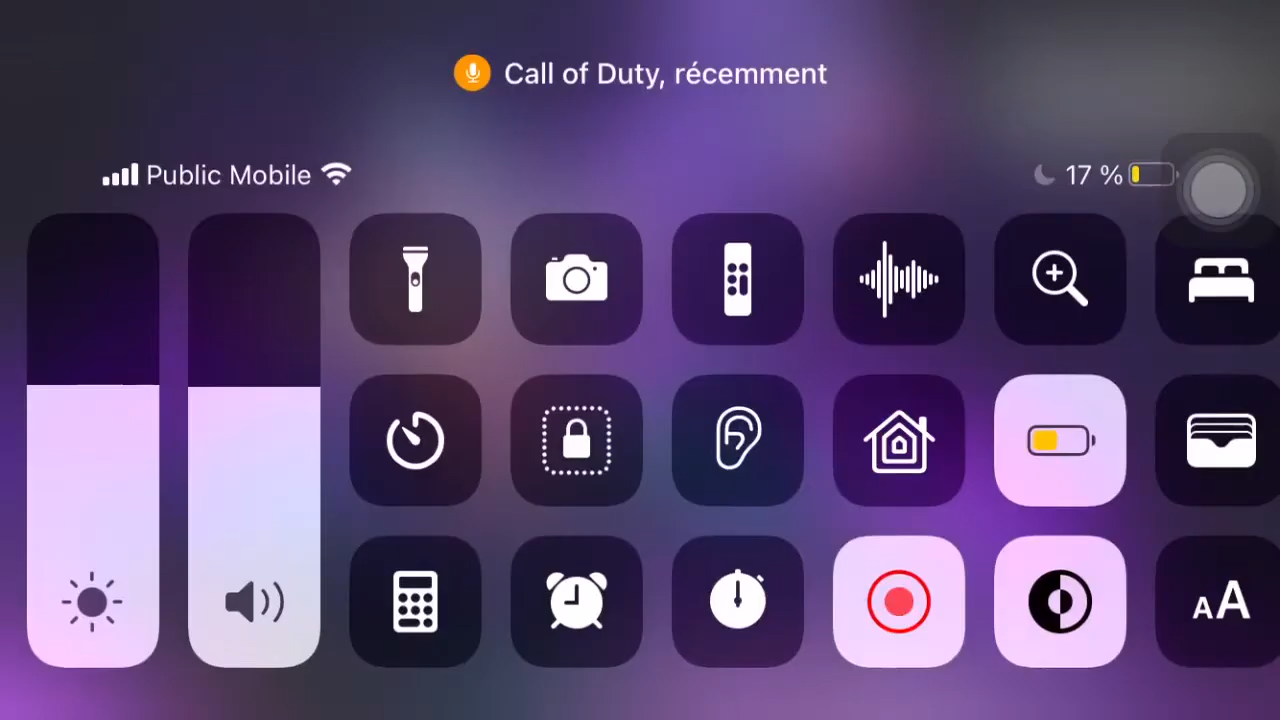 Call of Duty, récemment
Public Mobile 17 %
AA